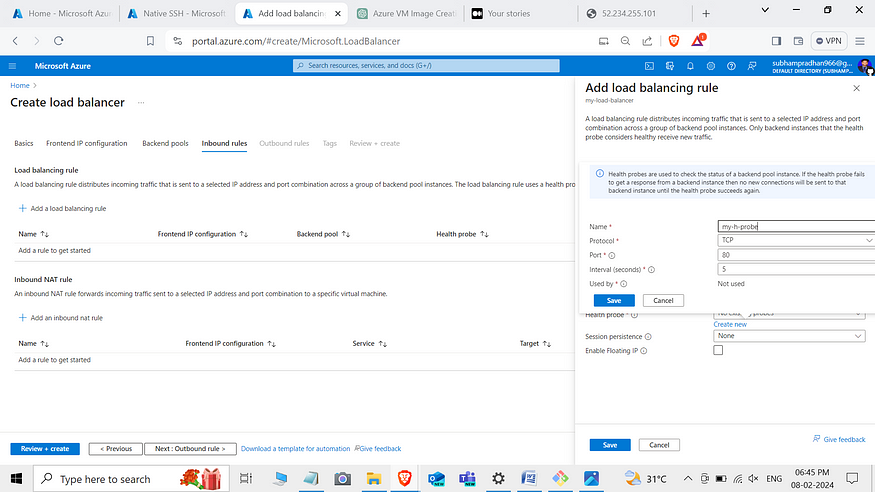 Home - Microsoft Azu
Native SSH - Microsoft
Add load balancing
Azure VM Image Creat
Your stories
52.234.255.101
portal.azure.com/#create/Microsoft.LoadBalancer
VPN
Microsoft Azure
Search resources, services, and docs (G+/)
subhampradhan966@g...
DEFAULT DIRECTORY (SUBHAMP...
Home >
Create load balancer ...
Basics Frontend IP configuration Backend pools Inbound rules Outbound rules Tags Review + create
Load balancing rule
A load balancing rule distributes incoming traffic that is sent to a selected IP address and port combination across a group of backend pool instances. The load balancing rule uses a health pro
+ Add a load balancing rule
Name ↑↓ Frontend IP configuration ↑↓ Backend pool ↑↓ Health probe ↑↓
Add a rule to get started
Inbound NAT rule
An inbound NAT rule forwards incoming traffic sent to a selected IP address and port combination to a specific virtual machine.
+ Add an inbound nat rule
Name ↑↓ Frontend IP configuration ↑↓ Service ↑↓ Target ↑↓
Add a rule to get started
Review + create
< Previous
Next : Outbound rule >
Download a template for automation
Give feedback
Add load balancing rule
my-load-balancer
A load balancing rule distributes incoming traffic that is sent to a selected IP address and port
combination across a group of backend pool instances. Only backend instances that the health
probe considers healthy receive new traffic.
Health probes are used to check the status of a backend pool instance. If the health probe fails
to get a response from a backend instance then no new connections will be sent to that
backend instance until the health probe succeeds again.
Name * my-h-probe
Protocol * TCP
Port * 80
Interval (seconds) * 5
Used by * Not used
Save Cancel
Health probe *
Create new
Session persistence None
Enable Floating IP
Save Cancel
Give feedback
Type here to search
31°C
ENG
06:45 PM
08-02-2024